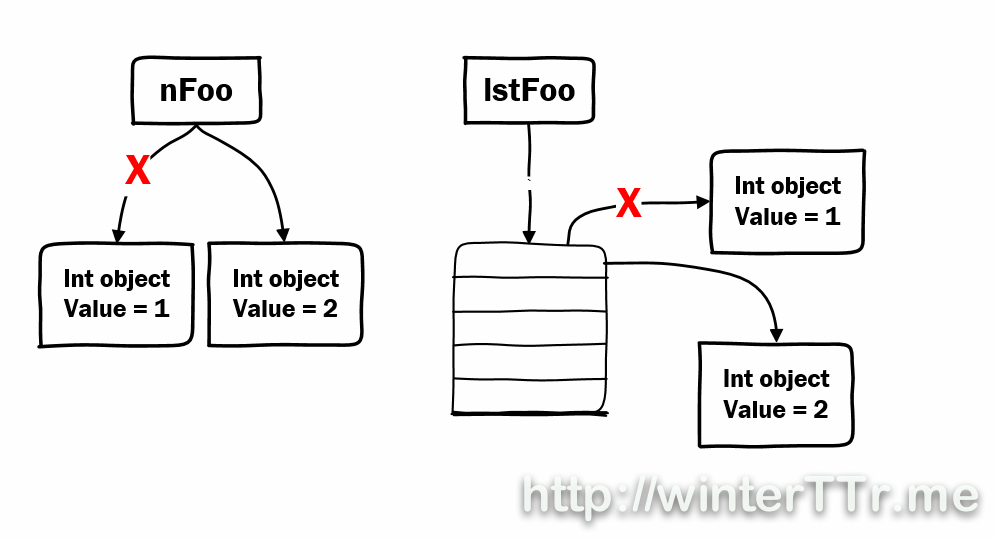 nFoo
lstFoo
X
X
Int object
Value = 1
Int object
Value = 1
Int object
Value = 2
Int object
Value = 2
http://winterTTr.me